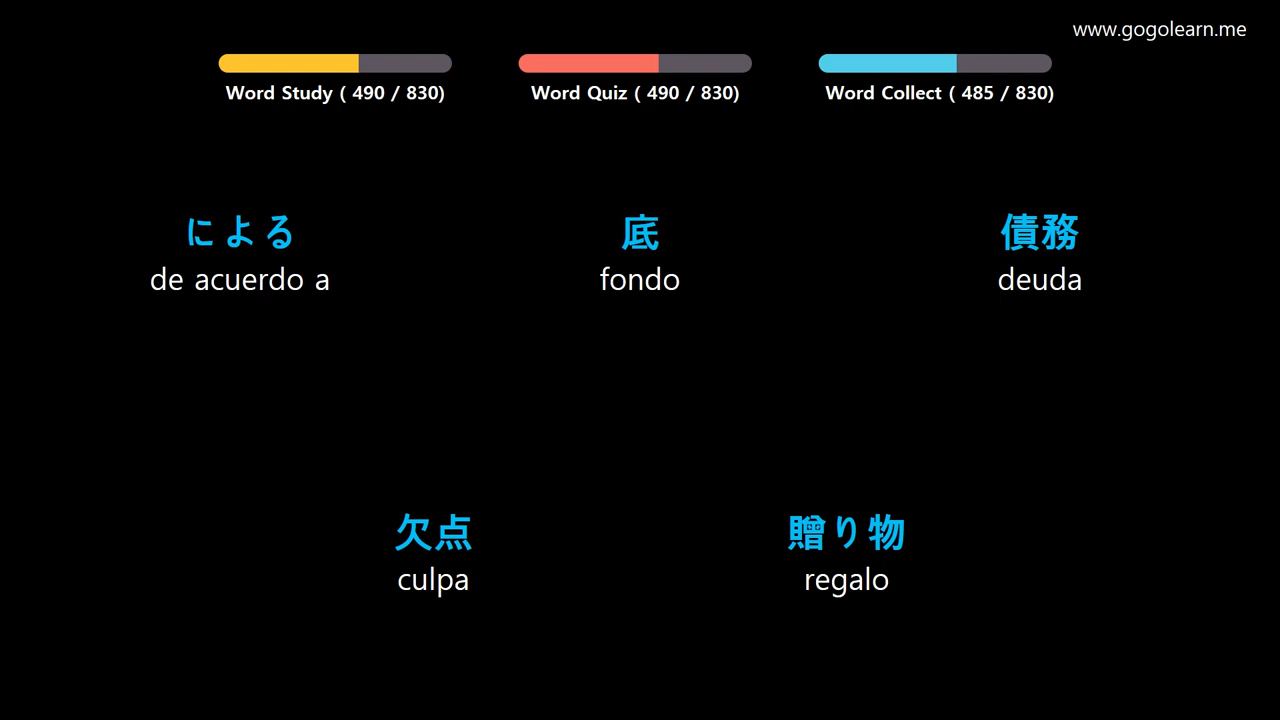 www.gogolearn.me
Word Study ( 490 / 830)
Word Quiz ( 490 / 830)
Word Collect ( 485 / 830)
による
de acuerdo a
底
fondo
債務
deuda
欠点
culpa
贈り物
regalo